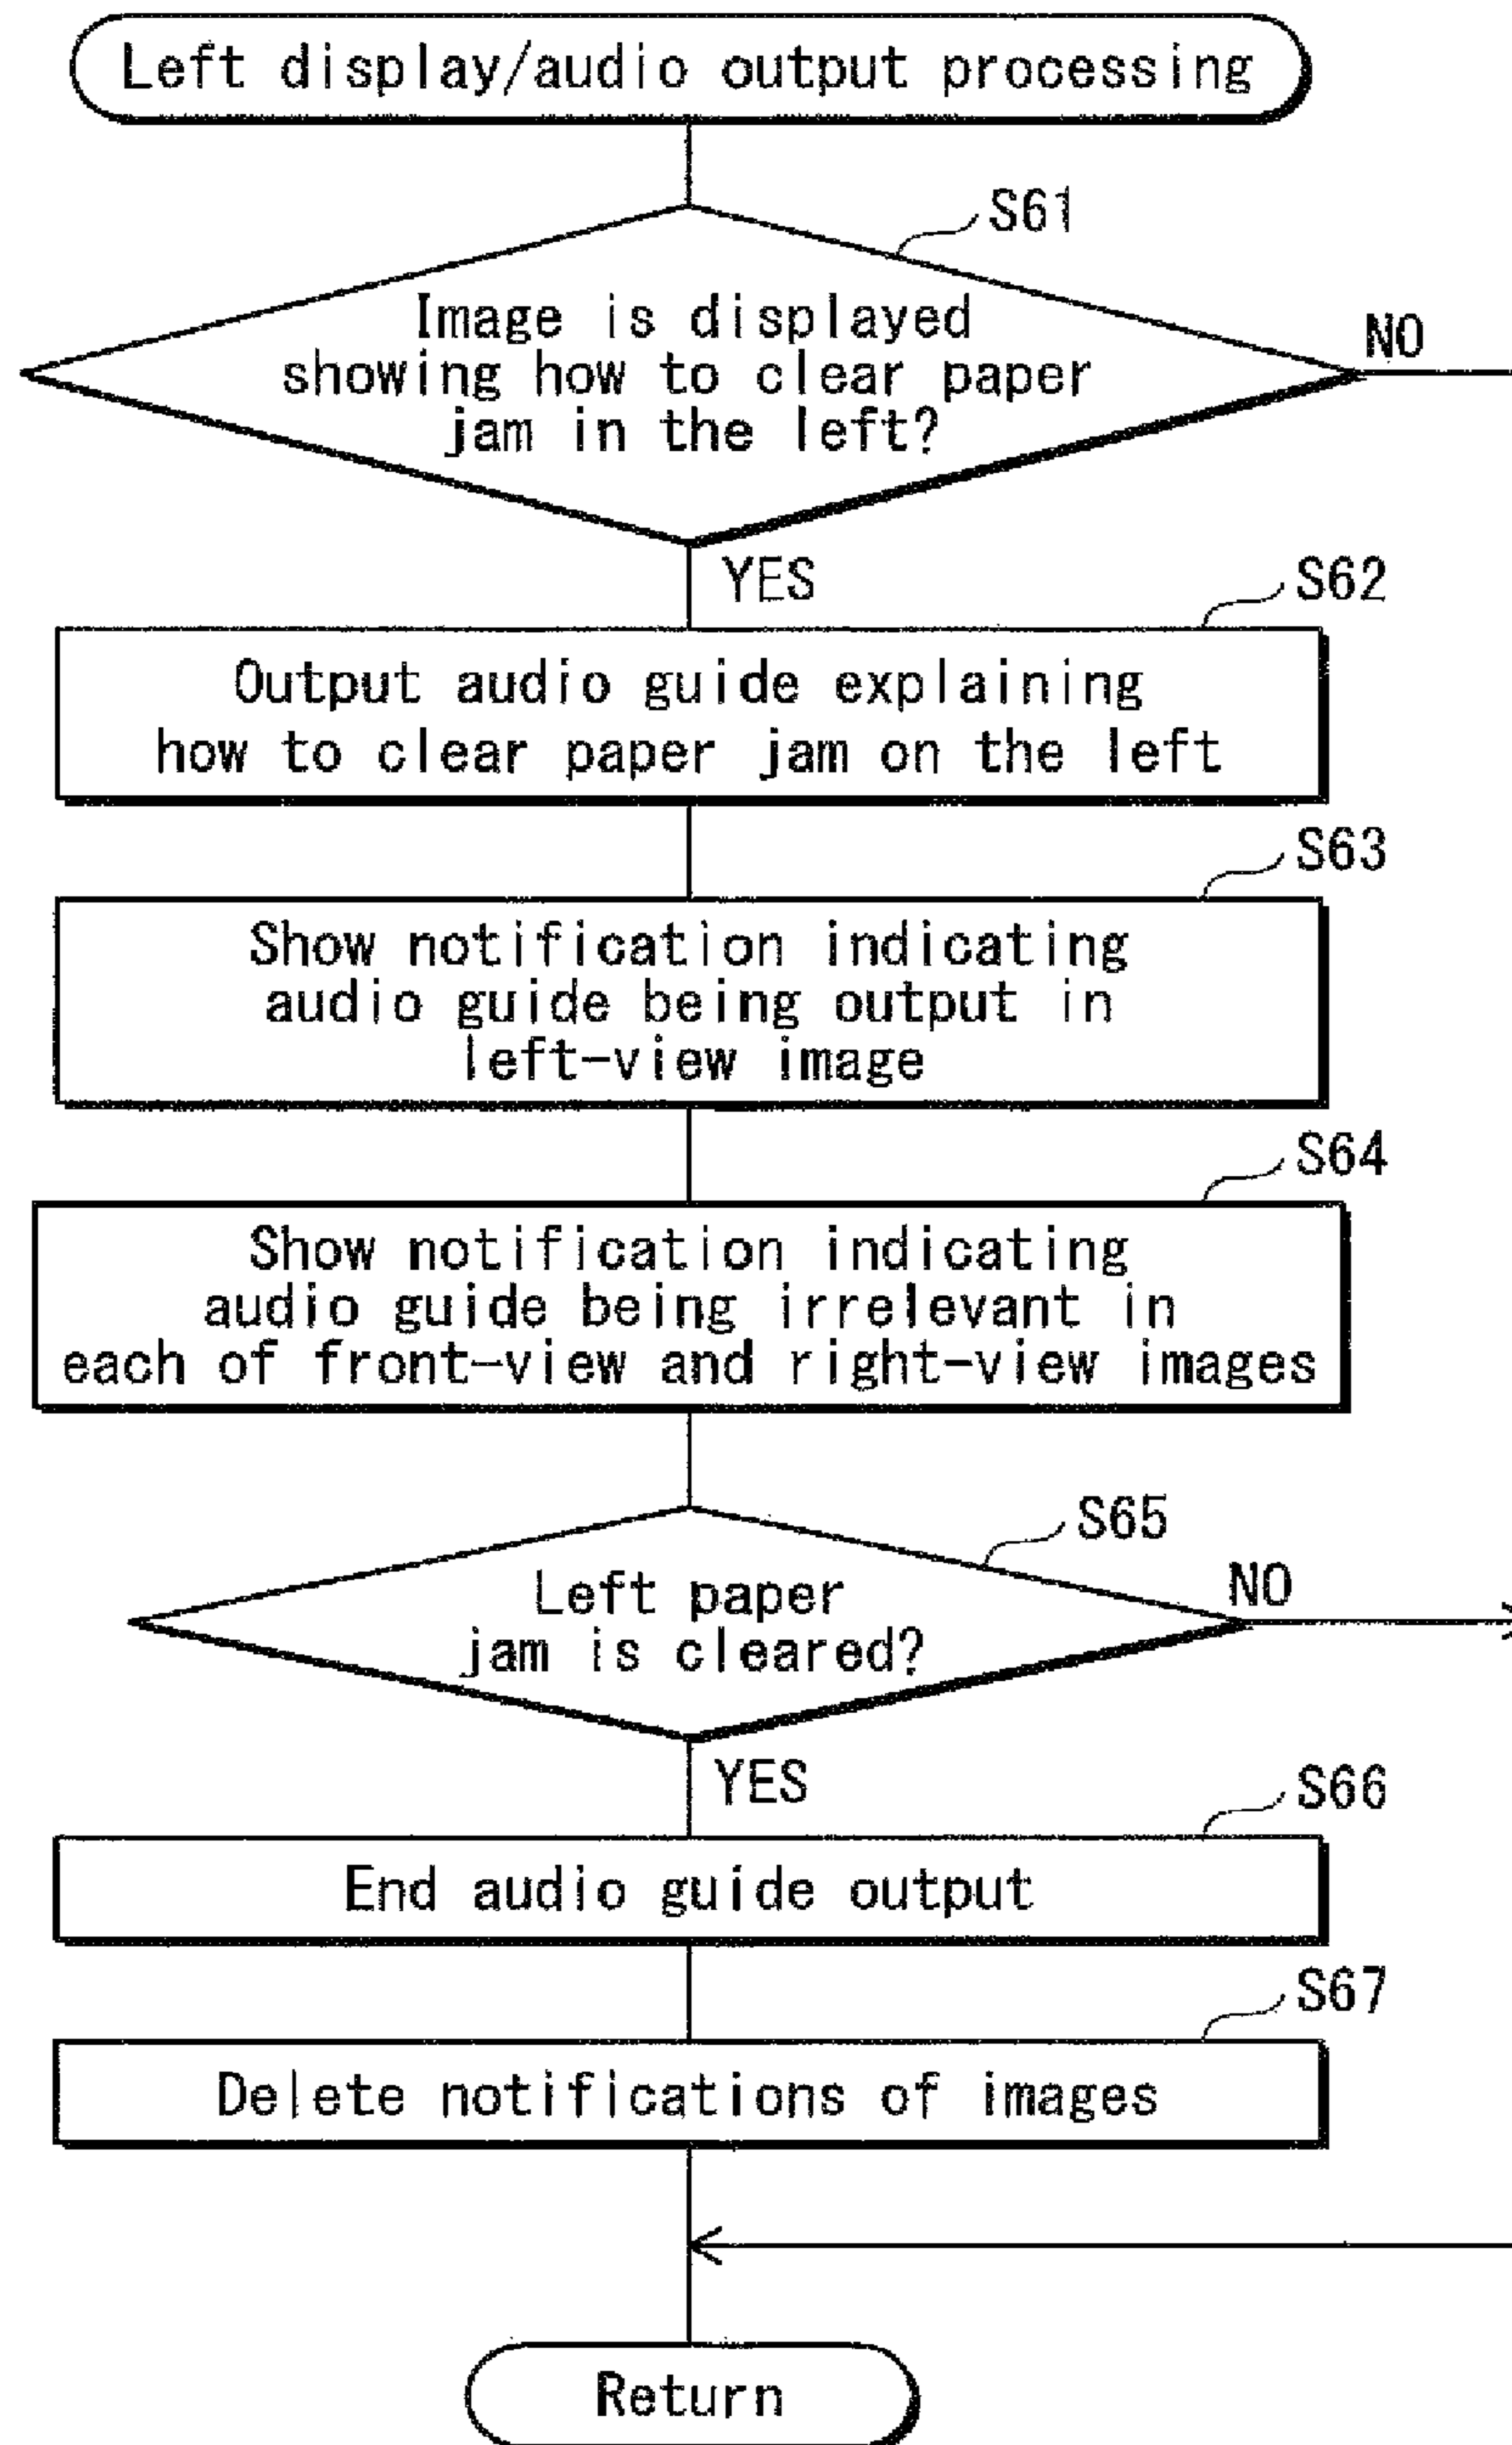 Left display/audio output processing
S61
Image is displayed
showing how to clear paper
jam in the left?
NO
YES
S62
Output audio guide explaining
how to clear paper jam on the left
S63
Show notification indicating
audio guide being output in
left-view image
S64
Show notification indicating
audio guide being irrelevant in
each of front-view and right-view images
S65
Left paper
jam is cleared?
NO
YES
S66
End audio guide output
S67
Delete notifications of images
Return